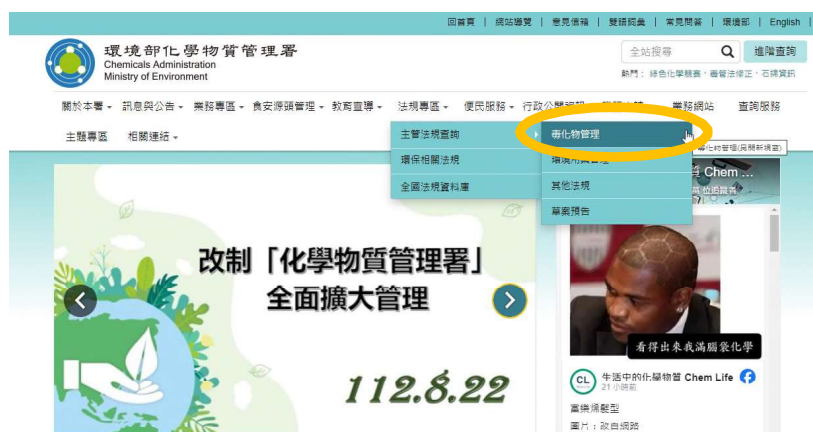 回首頁 | 網站導覽 | 意見信箱 | 雙語詞彙 | 常見問答 | 環境部 | English |
環境部化學物質管理署
Chemicals Administration
Ministry of Environment
全站搜尋
進階查詢
熱門： 綠色化學競賽、毒管法修正、石綿資訊
關於本署 訊息與公告 業務專區 食安源頭管理 教育宣導 法規專區 便民服務 行政公開資訊 業務網站 查詢服務
主題專區 相關連結
主管法規查詢
環保相關法規
全國法規資料庫
毒化物管理
環境用藥管理
其他法規
草案預告
毒化物管理(另開新視窗)
質 Chem ...
改制「化學物質管理署」
全面擴大管理
112.8.22
看得出來我滿腦袋化學
CL
生活中的化學物質 Chem Life
21 小時前
富樂烯髮型
圖片：改自網路